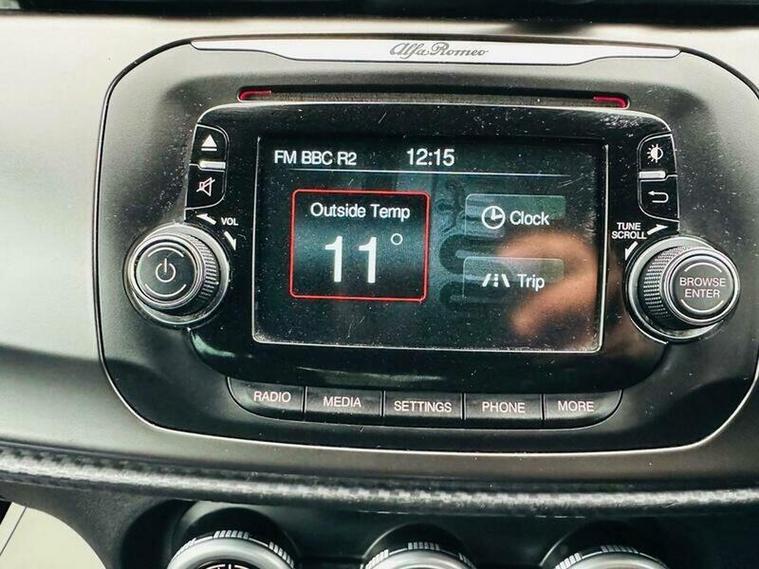 Alfa Romeo
FM BBC R2 12:15
Outside Temp
11°
Clock
Trip
VOL
TUNE
SCROLL
BROWSE
ENTER
RADIO MEDIA SETTINGS PHONE MORE